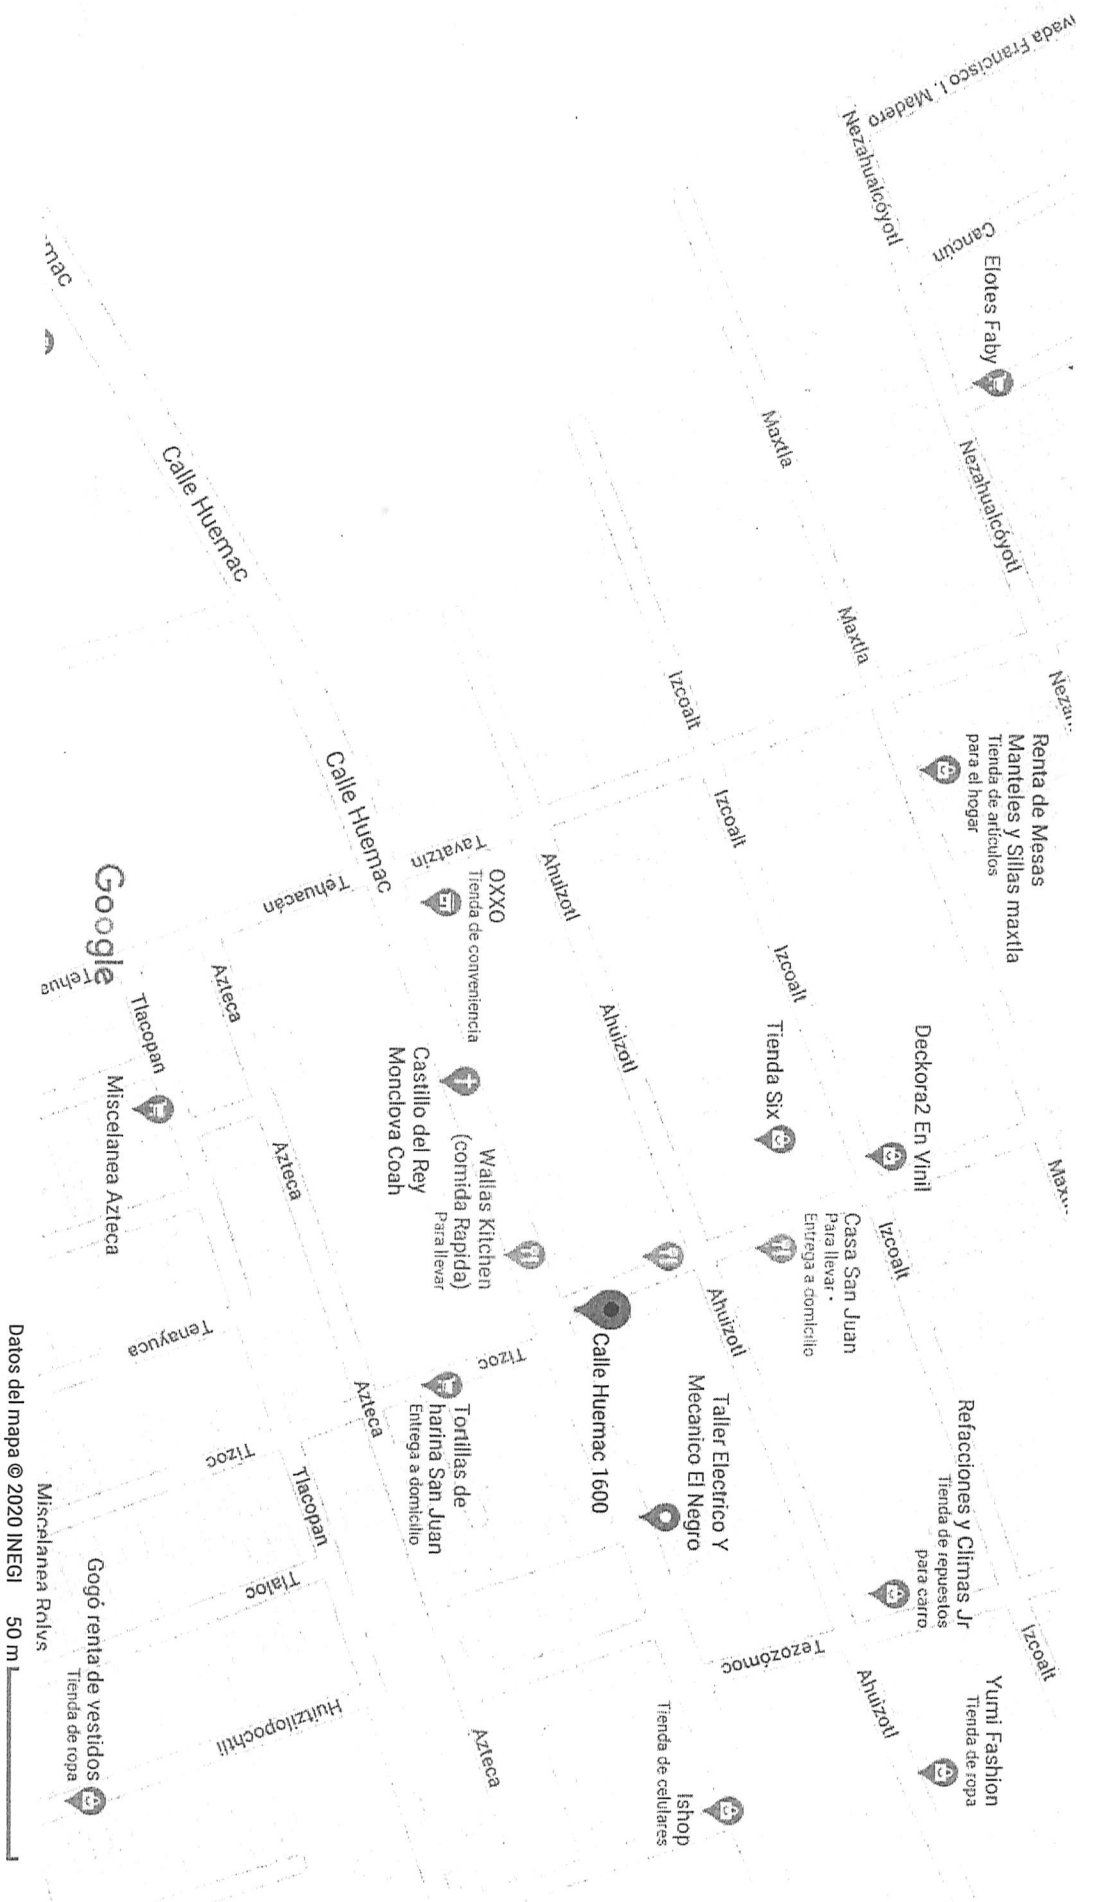 Renta de Mesas
Manteles y Sillas maxtla
Tienda de artículos
para el hogar
Elotes Faby
Cancún
Nezahualcóyotl
Nezahualcóyotl
Maxtla
Maxtla
Izcoalt
Izcoalt
Izcoalt
Izcoalt
Izcoalt
Deckora2 En Vinil
Tienda Six
Casa San Juan
Para llevar •
Entrega a domicilio
Refacciones y Climas Jr
Tienda de repuestos
para carro
Yumi Fashion
Tienda de ropa
Ahuizotl
Ahuizotl
Ahuizotl
Ahuizotl
Taller Electrico Y
Mecanico El Negro
Tezozómoc
Ishop
Tienda de celulares
Calle Huemac 1600
OXXO
Tienda de conveniencia
Tavatzin
Castillo del Rey
Monclova Coah
Wallas Kitchen
(comida Rapida)
Para llevar
Tizoc
Tortillas de
harina San Juan
Entrega a domicilio
Calle Huemac
Calle Huemac
Tehuacán
Azteca
Azteca
Azteca
Azteca
Tlacopan
Tlacopan
Miscelanea Azteca
Tenayuca
Tizoc
Tlaloc
Huitzilopochtli
Google
Gogó renta de vestidos
Tienda de ropa
Miscelanea Rolys
Datos del mapa © 2020 INEGI 50 m